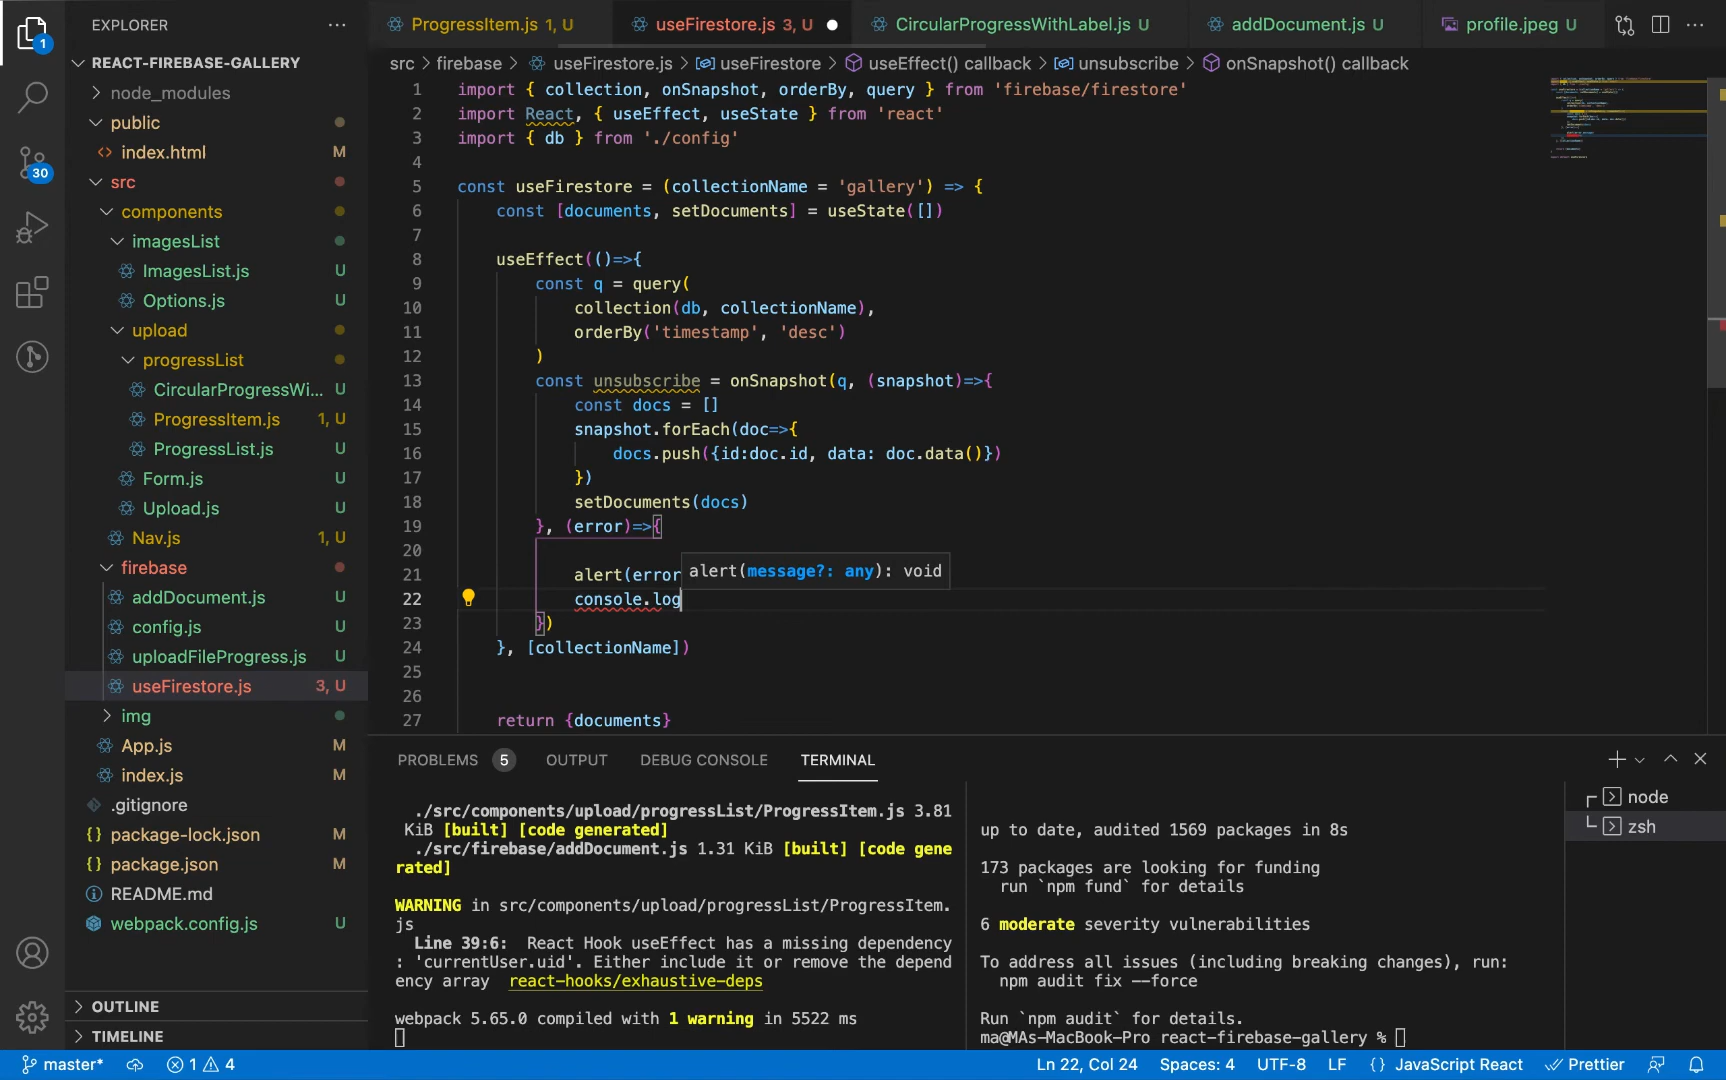 EXPLORER
ProgressItem.js 1, U
useFirestore.js 3, U
CircularProgressWithLabel.js U
addDocument.js U
profile.jpeg U
1
30
REACT-FIREBASE-GALLERY
node_modules
public
index.html M
src
components
imagesList
ImagesList.js U
Options.js U
upload
progressList
CircularProgressWi... U
ProgressItem.js 1, U
ProgressList.js U
Form.js U
Upload.js U
Nav.js 1, U
firebase
addDocument.js U
config.js U
uploadFileProgress.js U
useFirestore.js 3, U
img
App.js M
index.js M
.gitignore
package-lock.json M
package.json M
README.md
webpack.config.js U
OUTLINE
TIMELINE
src > firebase > useFirestore.js > useFirestore > useEffect() callback > unsubscribe > onSnapshot() callback
1 import { collection, onSnapshot, orderBy, query } from 'firebase/firestore'
2 import React, { useEffect, useState } from 'react'
3 import { db } from './config'
4
5 const useFirestore = (collectionName = 'gallery') => {
6 const [documents, setDocuments] = useState([])
7
8 useEffect(()=>{
9 const q = query(
10 collection(db, collectionName),
11 orderBy('timestamp', 'desc')
12 )
13 const unsubscribe = onSnapshot(q, (snapshot)=>{
14 const docs = []
15 snapshot.forEach(doc=>{
16 docs.push({id:doc.id, data: doc.data()})
17 })
18 setDocuments(docs)
19 }, (error)=>{
20
21 alert(error
alert(message?: any): void
22 console.log
23 })
24 }, [collectionName])
25
26
27 return {documents}
PROBLEMS 5 OUTPUT DEBUG CONSOLE TERMINAL
./src/components/upload/progressList/ProgressItem.js 3.81
KiB [built] [code generated]
./src/firebase/addDocument.js 1.31 KiB [built] [code gene
rated]
WARNING in src/components/upload/progressList/ProgressItem.
js
Line 39:6: React Hook useEffect has a missing dependency
: 'currentUser.uid'. Either include it or remove the depend
ency array react-hooks/exhaustive-deps
webpack 5.65.0 compiled with 1 warning in 5522 ms
up to date, audited 1569 packages in 8s
173 packages are looking for funding
run `npm fund` for details
6 moderate severity vulnerabilities
To address all issues (including breaking changes), run:
npm audit fix --force
Run `npm audit` for details.
ma@MAs-MacBook-Pro react-firebase-gallery %
node
zsh
master* 1 4 Ln 22, Col 24 Spaces: 4 UTF-8 LF {} JavaScript React Prettier